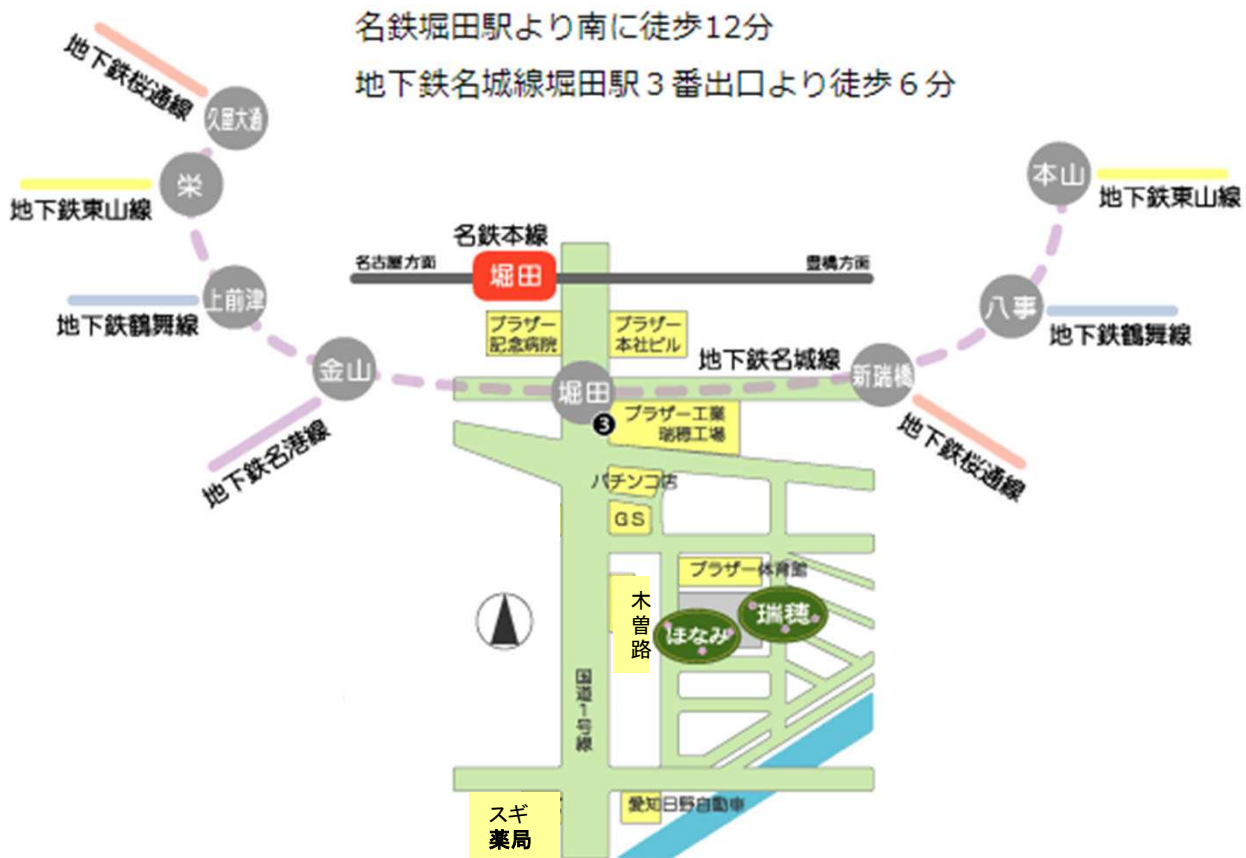 名鉄堀田駅より南に徒歩12分
地下鉄名城線堀田駅３番出口より徒歩６分
地下鉄桜通線
久屋大通
栄
地下鉄東山線
上前津
地下鉄鶴舞線
金山
地下鉄名港線
名鉄本線
名古屋方面
堀田
豊橋方面
ブラザー
記念病院
ブラザー
本社ビル
地下鉄名城線
堀田
3
新瑞橋
地下鉄桜通線
八事
地下鉄鶴舞線
本山
地下鉄東山線
ブラザー工業
瑞穂工場
パチンコ店
GS
ブラザー体育館
木曽路
ほなみ
瑞穂
国道1号線
スギ
薬局
愛知日野自動車